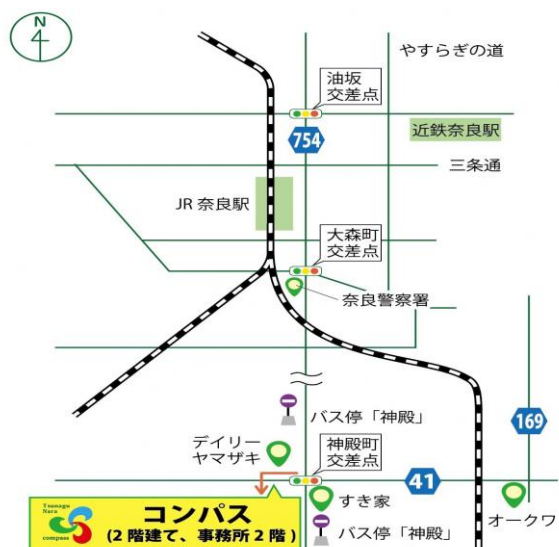 N
やすらぎの道
油坂
交差点
近鉄奈良駅
754
三条通
JR 奈良駅
大森町
交差点
奈良警察署
バス停「神殿」
169
デイリー
ヤマザキ
神殿町
交差点
41
すき家
オークワ
Tsunagu
Nara
compass
コンパス
(2 階建て、事務所 2 階)
バス停「神殿」